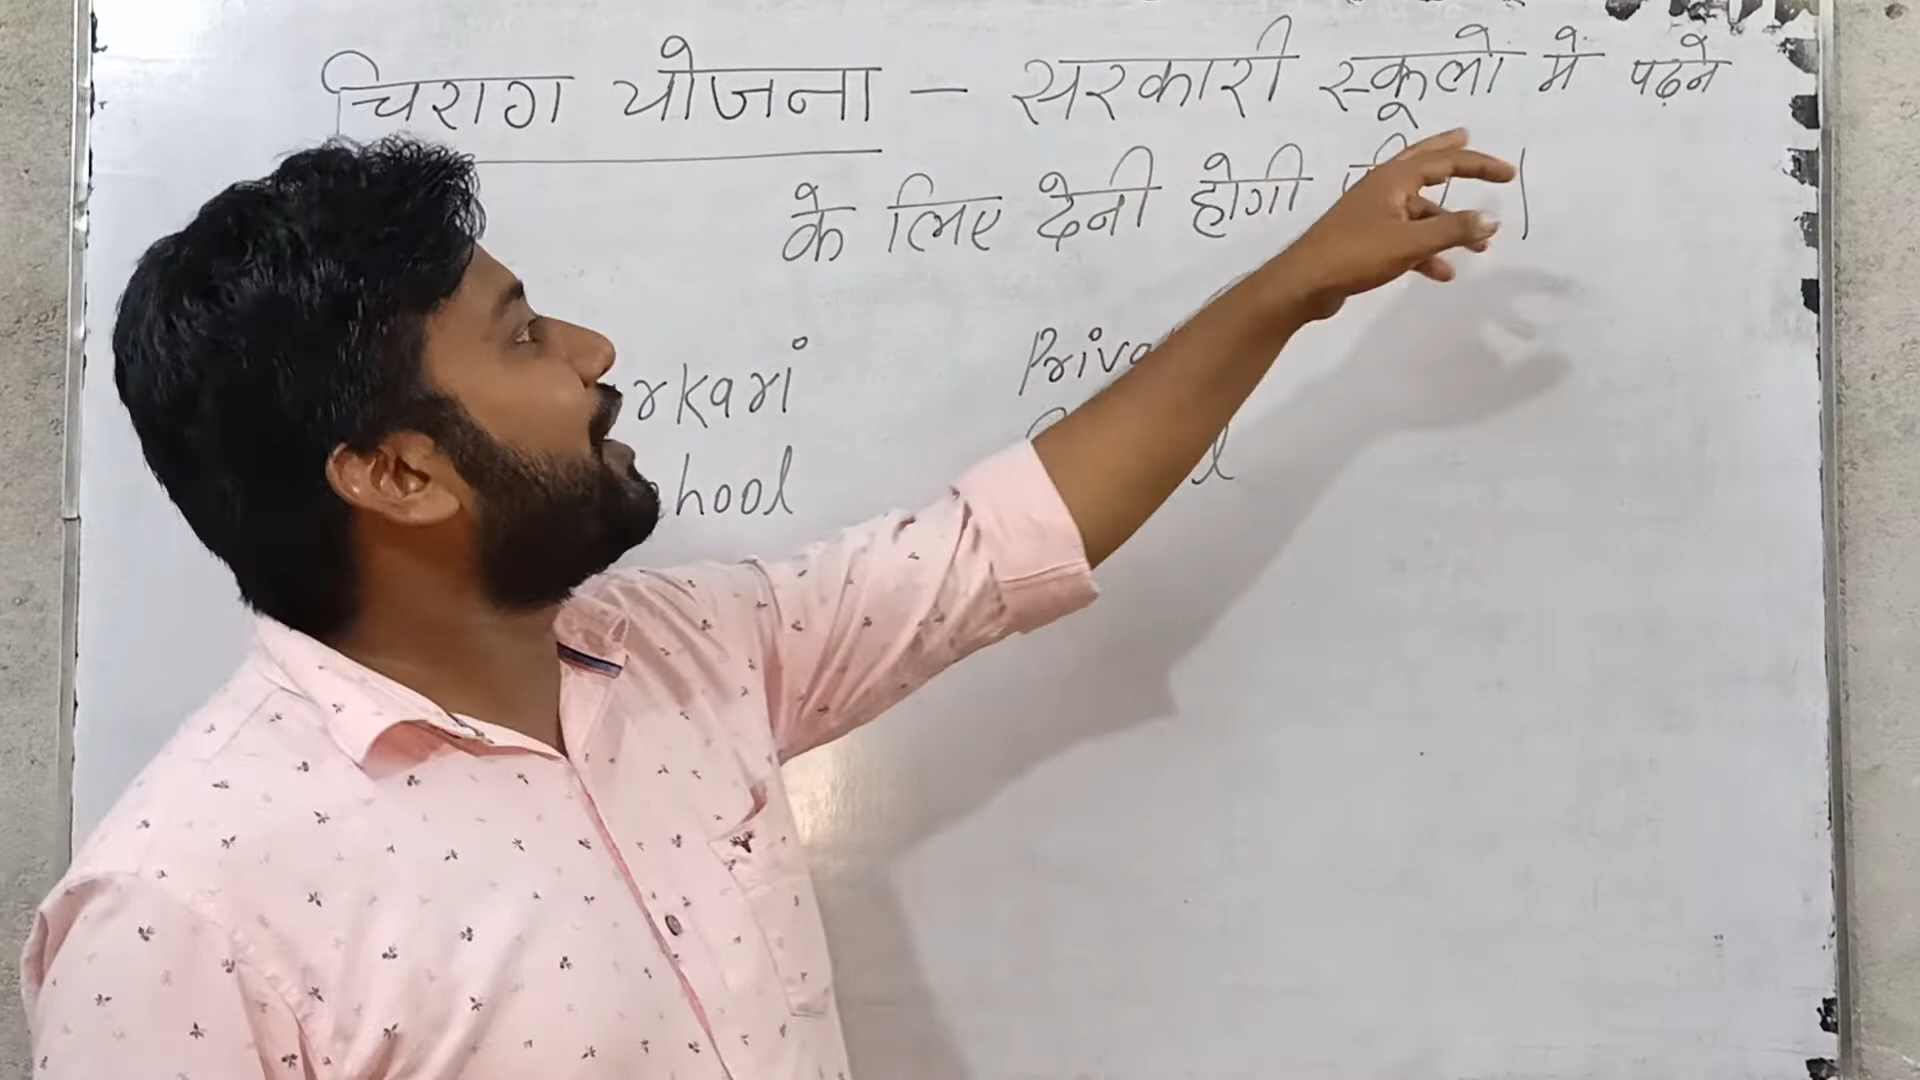 चिराग योजना – सरकारी स्कूलों में पढ़ने
के लिए देनी होगी
rkari
hool